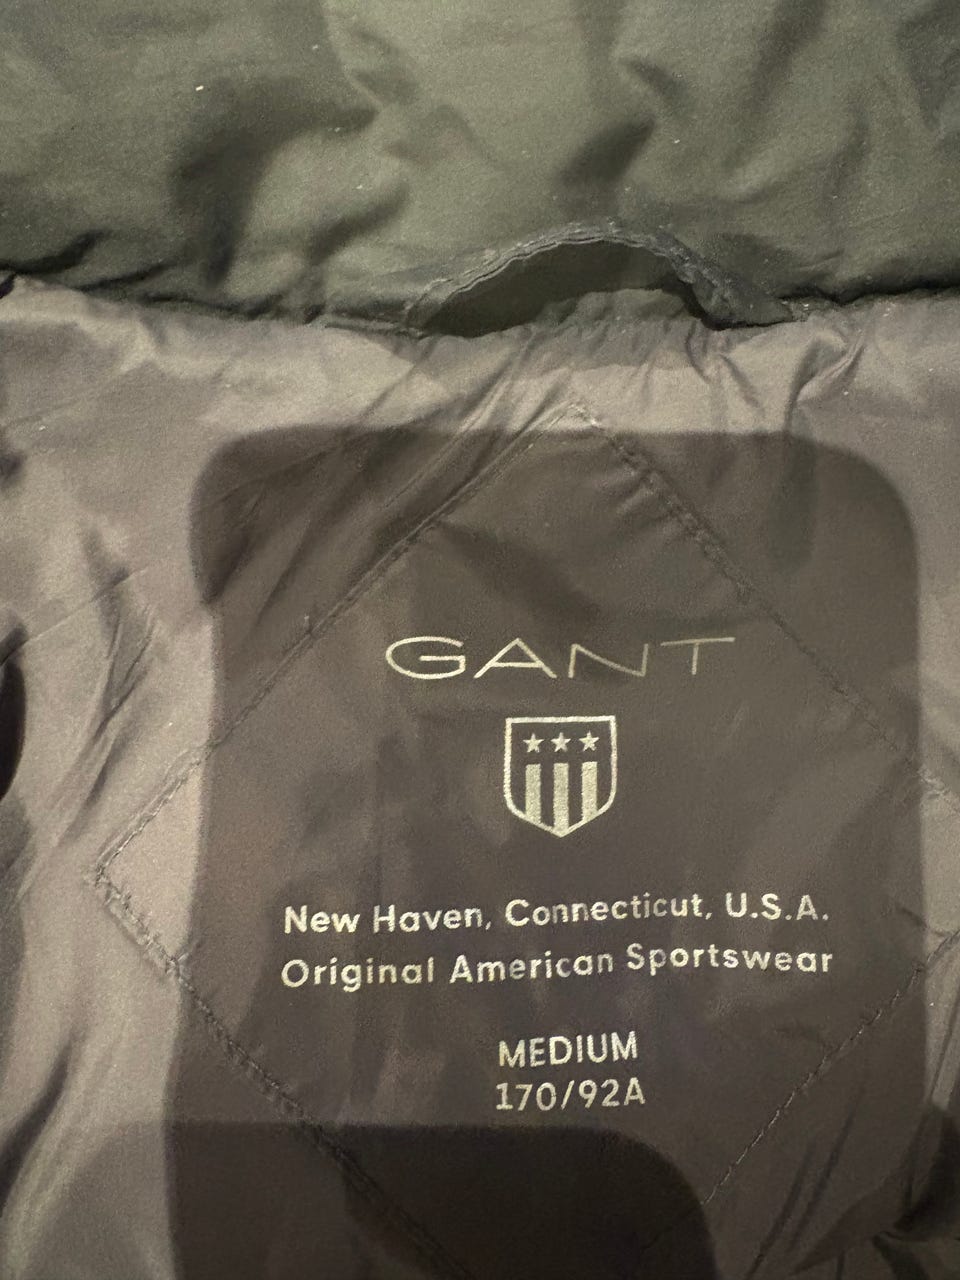 GANT
New Haven, Connecticut, U.S.A.
Original American Sportswear
MEDIUM
170/92A